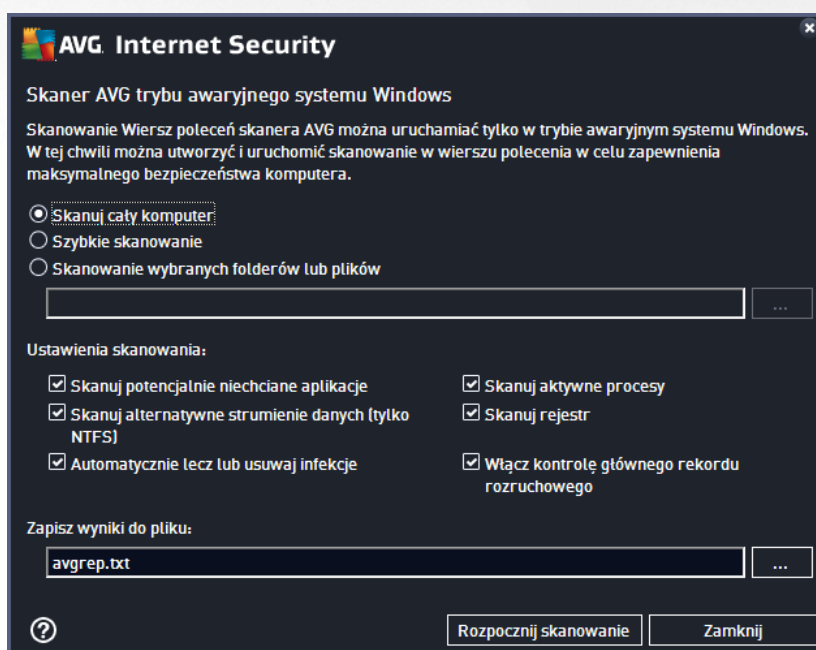 AVG Internet Security
Skaner AVG trybu awaryjnego systemu Windows
Skanowanie Wiersz poleceń skanera AVG można uruchamiać tylko w trybie awaryjnym systemu Windows.
W tej chwili można utworzyć i uruchomić skanowanie w wierszu polecenia w celu zapewnienia
maksymalnego bezpieczeństwa komputera.
Skanuj cały komputer
Szybkie skanowanie
Skanowanie wybranych folderów lub plików
...
Ustawienia skanowania:
Skanuj potencjalnie niechciane aplikacje
Skanuj alternatywne strumienie danych (tylko
NTFS)
Automatycznie lecz lub usuwaj infekcje
Skanuj aktywne procesy
Skanuj rejestr
Włącz kontrolę głównego rekordu
rozruchowego
Zapisz wyniki do pliku:
avgrep.txt
...
?
Rozpocznij skanowanie
Zamknij